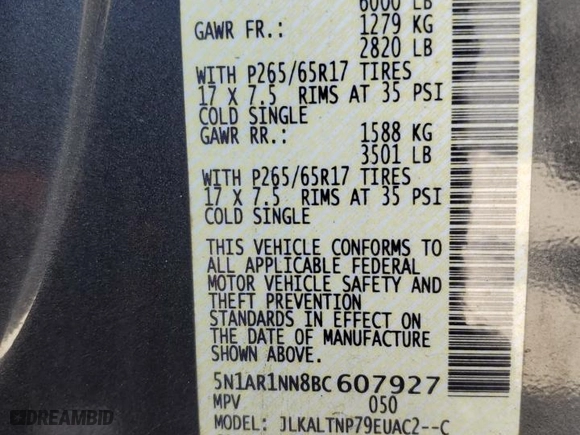 6000 LB
GAWR FR.: 1279 KG
2820 LB
WITH P265/65R17 TIRES
17 X 7.5 RIMS AT 35 PSI
COLD SINGLE
GAWR RR.: 1588 KG
3501 LB
WITH P265/65R17 TIRES
17 X 7.5 RIMS AT 35 PSI
COLD SINGLE
THIS VEHICLE CONFORMS TO
ALL APPLICABLE FEDERAL
MOTOR VEHICLE SAFETY AND
THEFT PREVENTION
STANDARDS IN EFFECT ON
THE DATE OF MANUFACTURE
SHOWN ABOVE.
5N1AR1NN8BC607927
MPV 050
MODEL: JLKALTNP79EUAC2--C
DREAMBID